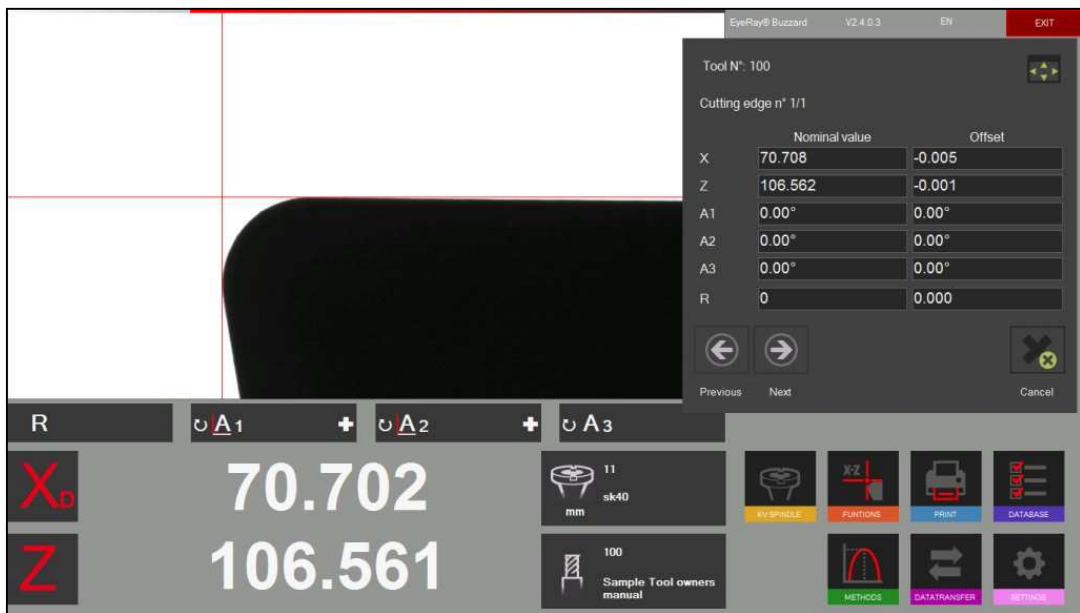 EyeRay® Buzzard V2.4.0.3 EN EXIT
Tool N°: 100
Cutting edge n° 1/1
Nominal value Offset
X 70.708 -0.005
Z 106.562 -0.001
A1 0.00° 0.00°
A2 0.00° 0.00°
A3 0.00° 0.00°
R 0 0.000
Previous Next Cancel
R A1 A2 A3
XD 70.702
11
sk40
mm
X-Z
KV SPINDLE FUNTIONS PRINT DATABASE
Z 106.561
100
Sample Tool owners
manual
METHODS DATATRANSFER SETTINGS